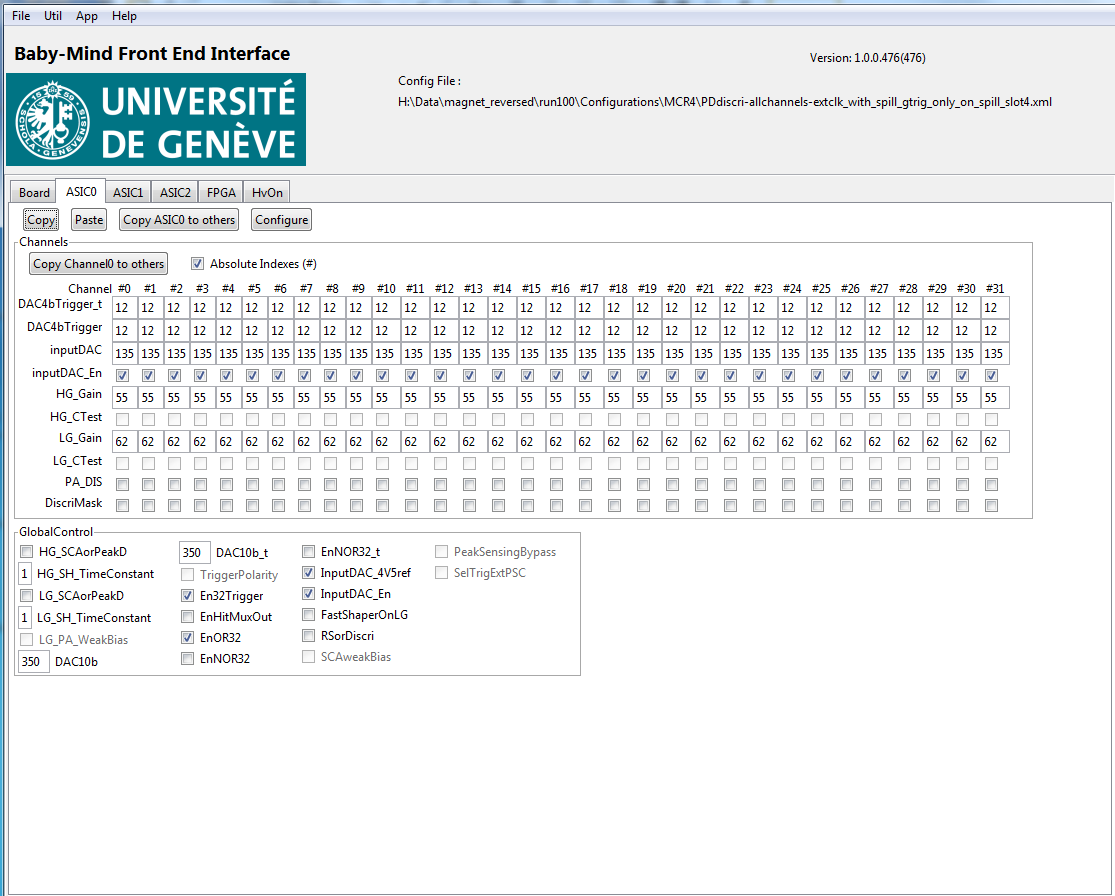 File Util App Help
Baby-Mind Front End Interface
Version: 1.0.0.476(476)
Config File :
H:\Data\magnet_reversed\run100\Configurations\MCR4\PDdiscri-allchannels-extclk_with_spill_gtrig_only_on_spill_slot4.xml
UNIVERSITÉ
DE GENÈVE
Board ASIC0 ASIC1 ASIC2 FPGA HvOn
Copy Paste Copy ASIC0 to others Configure
Channels
Copy Channel0 to others Absolute Indexes (#)
Channel #0 #1 #2 #3 #4 #5 #6 #7 #8 #9 #10 #11 #12 #13 #14 #15 #16 #17 #18 #19 #20 #21 #22 #23 #24 #25 #26 #27 #28 #29 #30 #31
DAC4bTrigger_t 12 12 12 12 12 12 12 12 12 12 12 12 12 12 12 12 12 12 12 12 12 12 12 12 12 12 12 12 12 12 12 12
DAC4bTrigger 12 12 12 12 12 12 12 12 12 12 12 12 12 12 12 12 12 12 12 12 12 12 12 12 12 12 12 12 12 12 12 12
inputDAC 135 135 135 135 135 135 135 135 135 135 135 135 135 135 135 135 135 135 135 135 135 135 135 135 135 135 135 135 135 135 135 135
inputDAC_En
HG_Gain 55 55 55 55 55 55 55 55 55 55 55 55 55 55 55 55 55 55 55 55 55 55 55 55 55 55 55 55 55 55 55 55
HG_CTest
LG_Gain 62 62 62 62 62 62 62 62 62 62 62 62 62 62 62 62 62 62 62 62 62 62 62 62 62 62 62 62 62 62 62 62
LG_CTest
PA_DIS
DiscriMask
GlobalControl
HG_SCAorPeakD 350 DAC10b_t EnNOR32_t PeakSensingBypass
1 HG_SH_TimeConstant TriggerPolarity InputDAC_4V5ref SelTrigExtPSC
LG_SCAorPeakD En32Trigger InputDAC_En
1 LG_SH_TimeConstant EnHitMuxOut FastShaperOnLG
LG_PA_WeakBias EnOR32 RSorDiscri
350 DAC10b EnNOR32 SCAweakBias